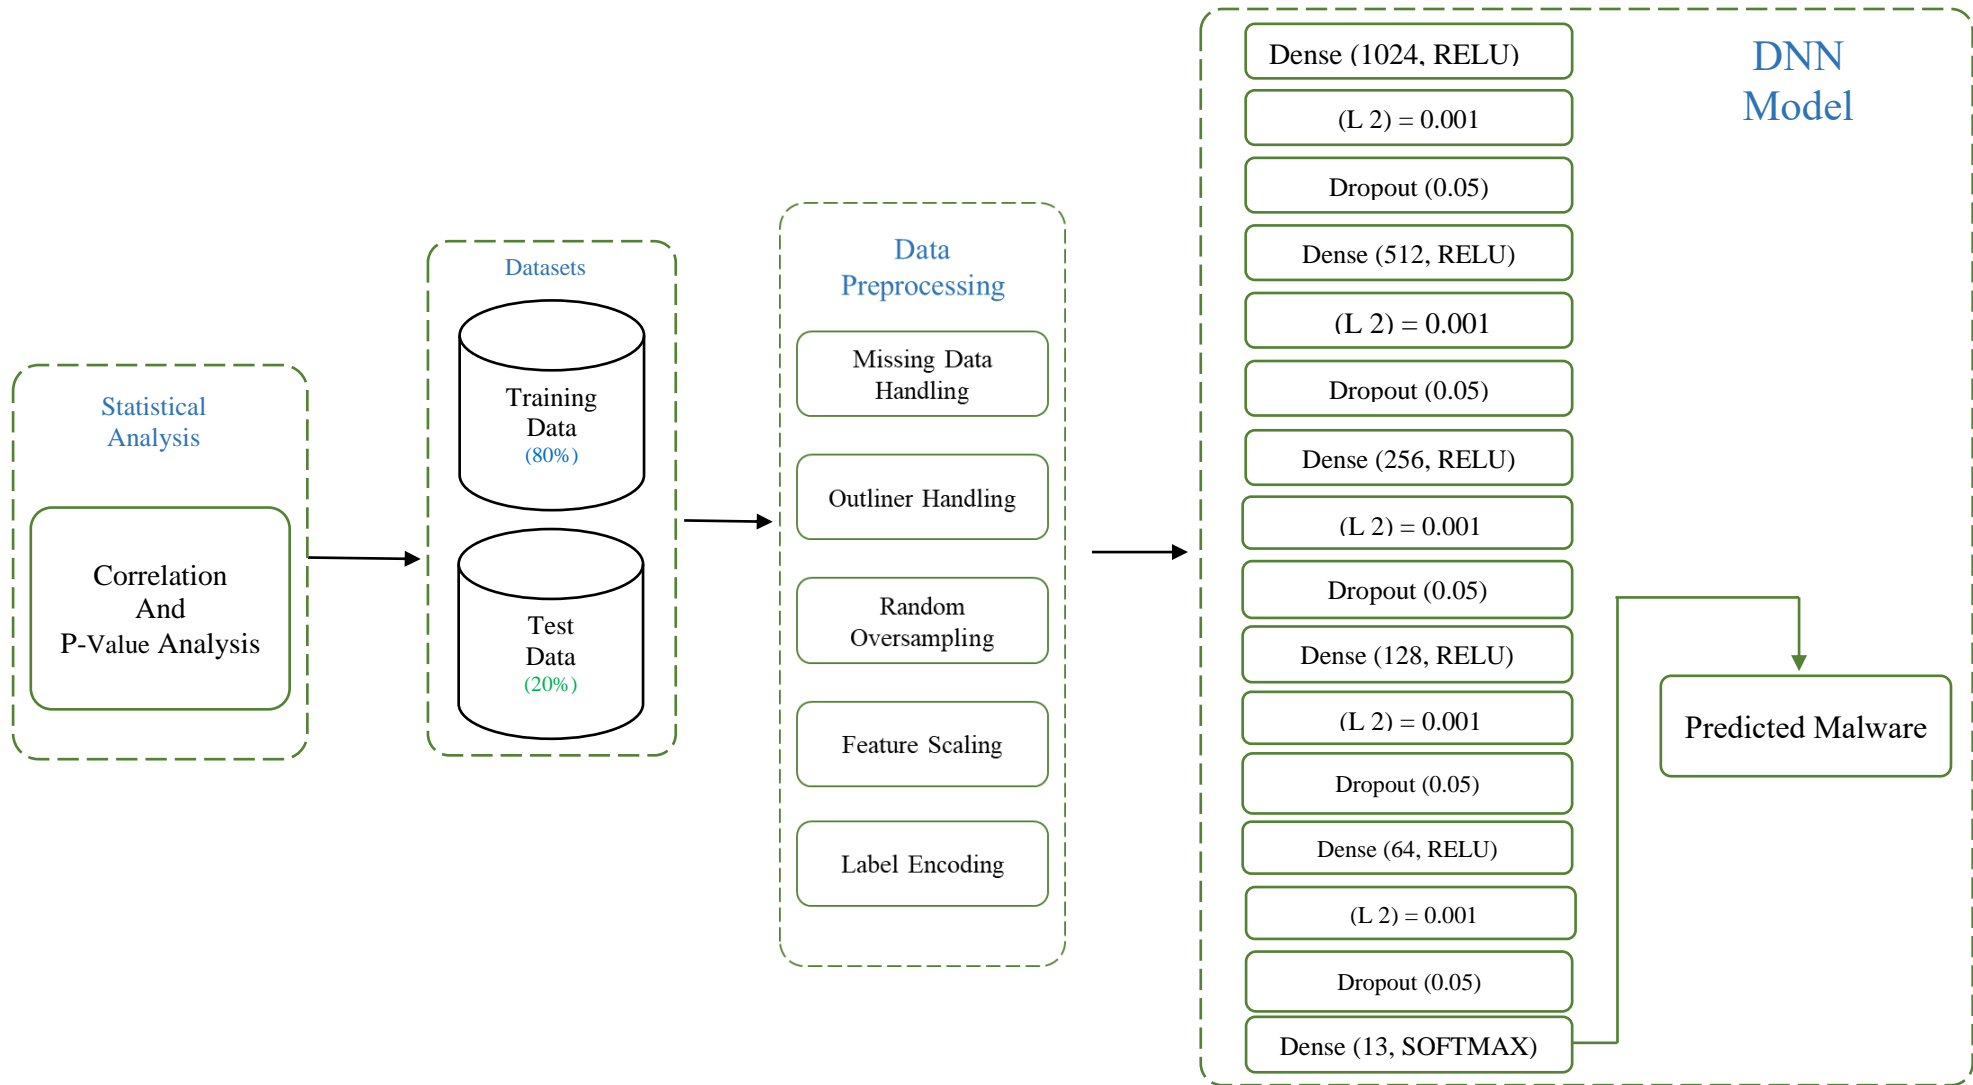 Statistical
Analysis
Correlation
And
P-Value Analysis
Datasets
Training
Data
(80%)
Test
Data
(20%)
Data
Preprocessing
Missing Data
Handling
Outliner Handling
Random
Oversampling
Feature Scaling
Label Encoding
DNN
Model
Dense (1024, RELU)
(L 2) = 0.001
Dropout (0.05)
Dense (512, RELU)
(L 2) = 0.001
Dropout (0.05)
Dense (256, RELU)
(L 2) = 0.001
Dropout (0.05)
Dense (128, RELU)
(L 2) = 0.001
Dropout (0.05)
Dense (64, RELU)
(L 2) = 0.001
Dropout (0.05)
Dense (13, SOFTMAX)
Predicted Malware